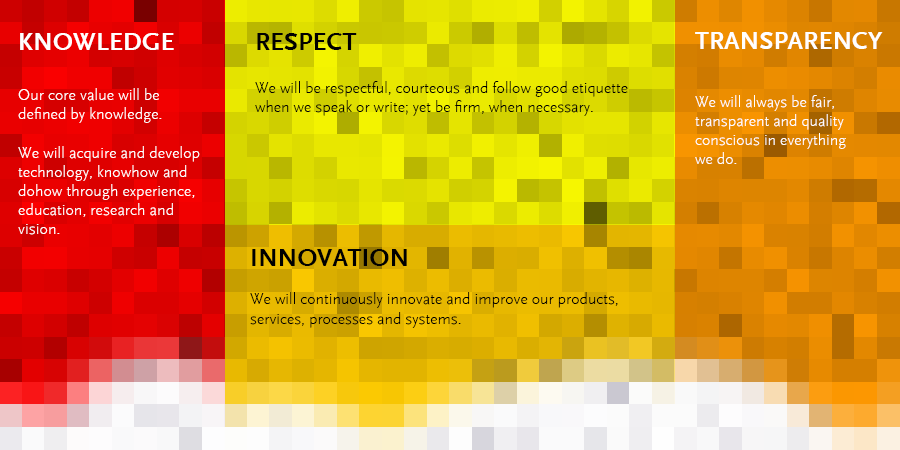 KNOWLEDGE
Our core value will be
defined by knowledge.
We will acquire and develop
technology, knowhow and
dohow through experience,
education, research and
vision.
RESPECT
We will be respectful, courteous and follow good etiquette
when we speak or write; yet be firm, when necessary.
INNOVATION
We will continuously innovate and improve our products,
services, processes and systems.
TRANSPARENCY
We will always be fair,
transparent and quality
conscious in everything
we do.